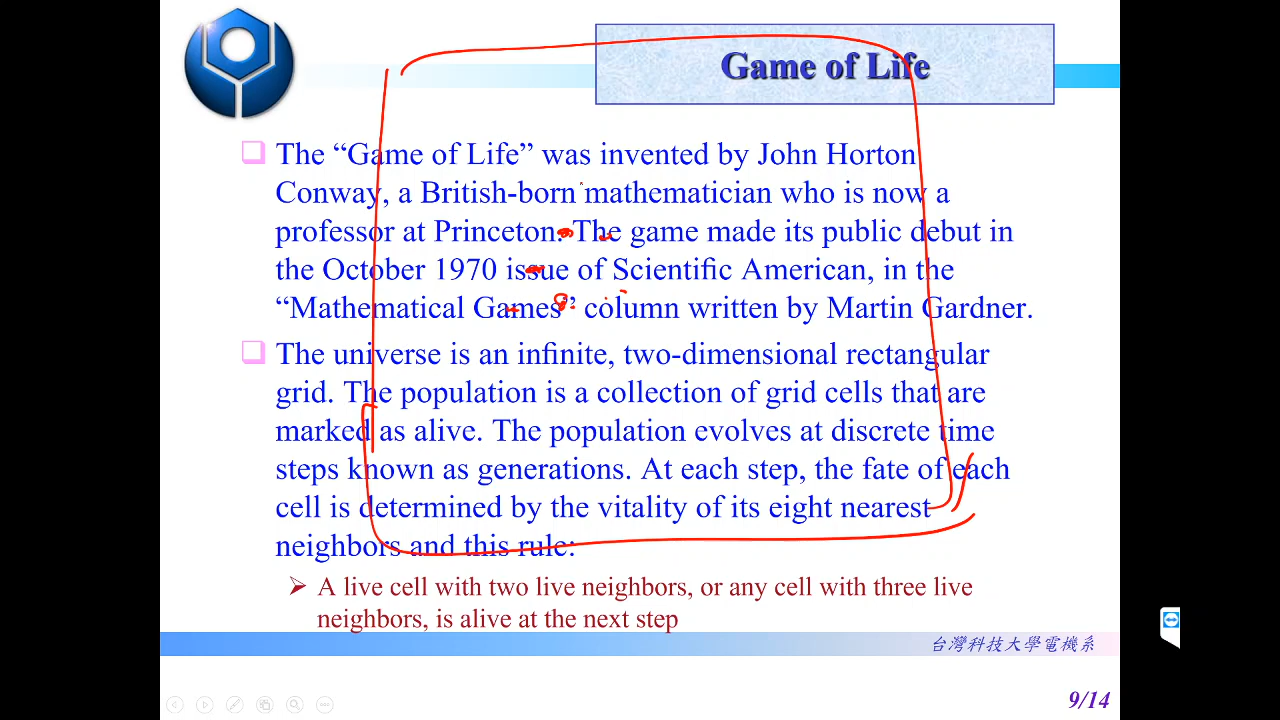 Game of Life
The “Game of Life” was invented by John Horton
Conway, a British-born mathematician who is now a
professor at Princeton. The game made its public debut in
the October 1970 issue of Scientific American, in the
“Mathematical Games” column written by Martin Gardner.
The universe is an infinite, two-dimensional rectangular
grid. The population is a collection of grid cells that are
marked as alive. The population evolves at discrete time
steps known as generations. At each step, the fate of each
cell is determined by the vitality of its eight nearest
neighbors and this rule:
A live cell with two live neighbors, or any cell with three live
neighbors, is alive at the next step
台灣科技大學電機系
9/14